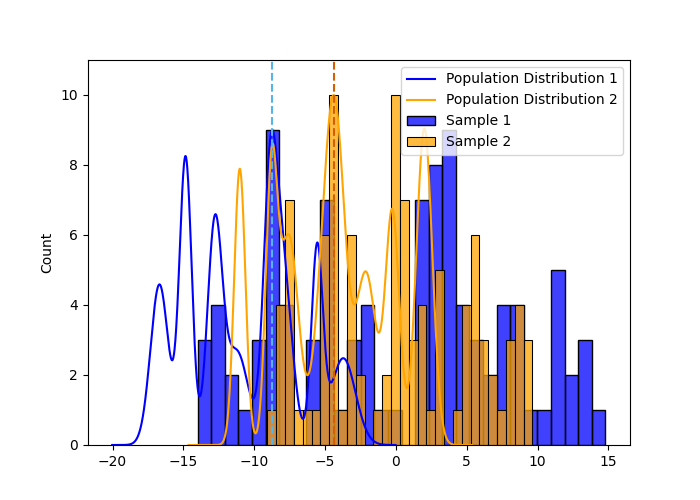 Population Distribution 1
Population Distribution 2
Sample 1
Sample 2
Count
10
8
6
4
2
0
−20 −15 −10 −5 0 5 10 15